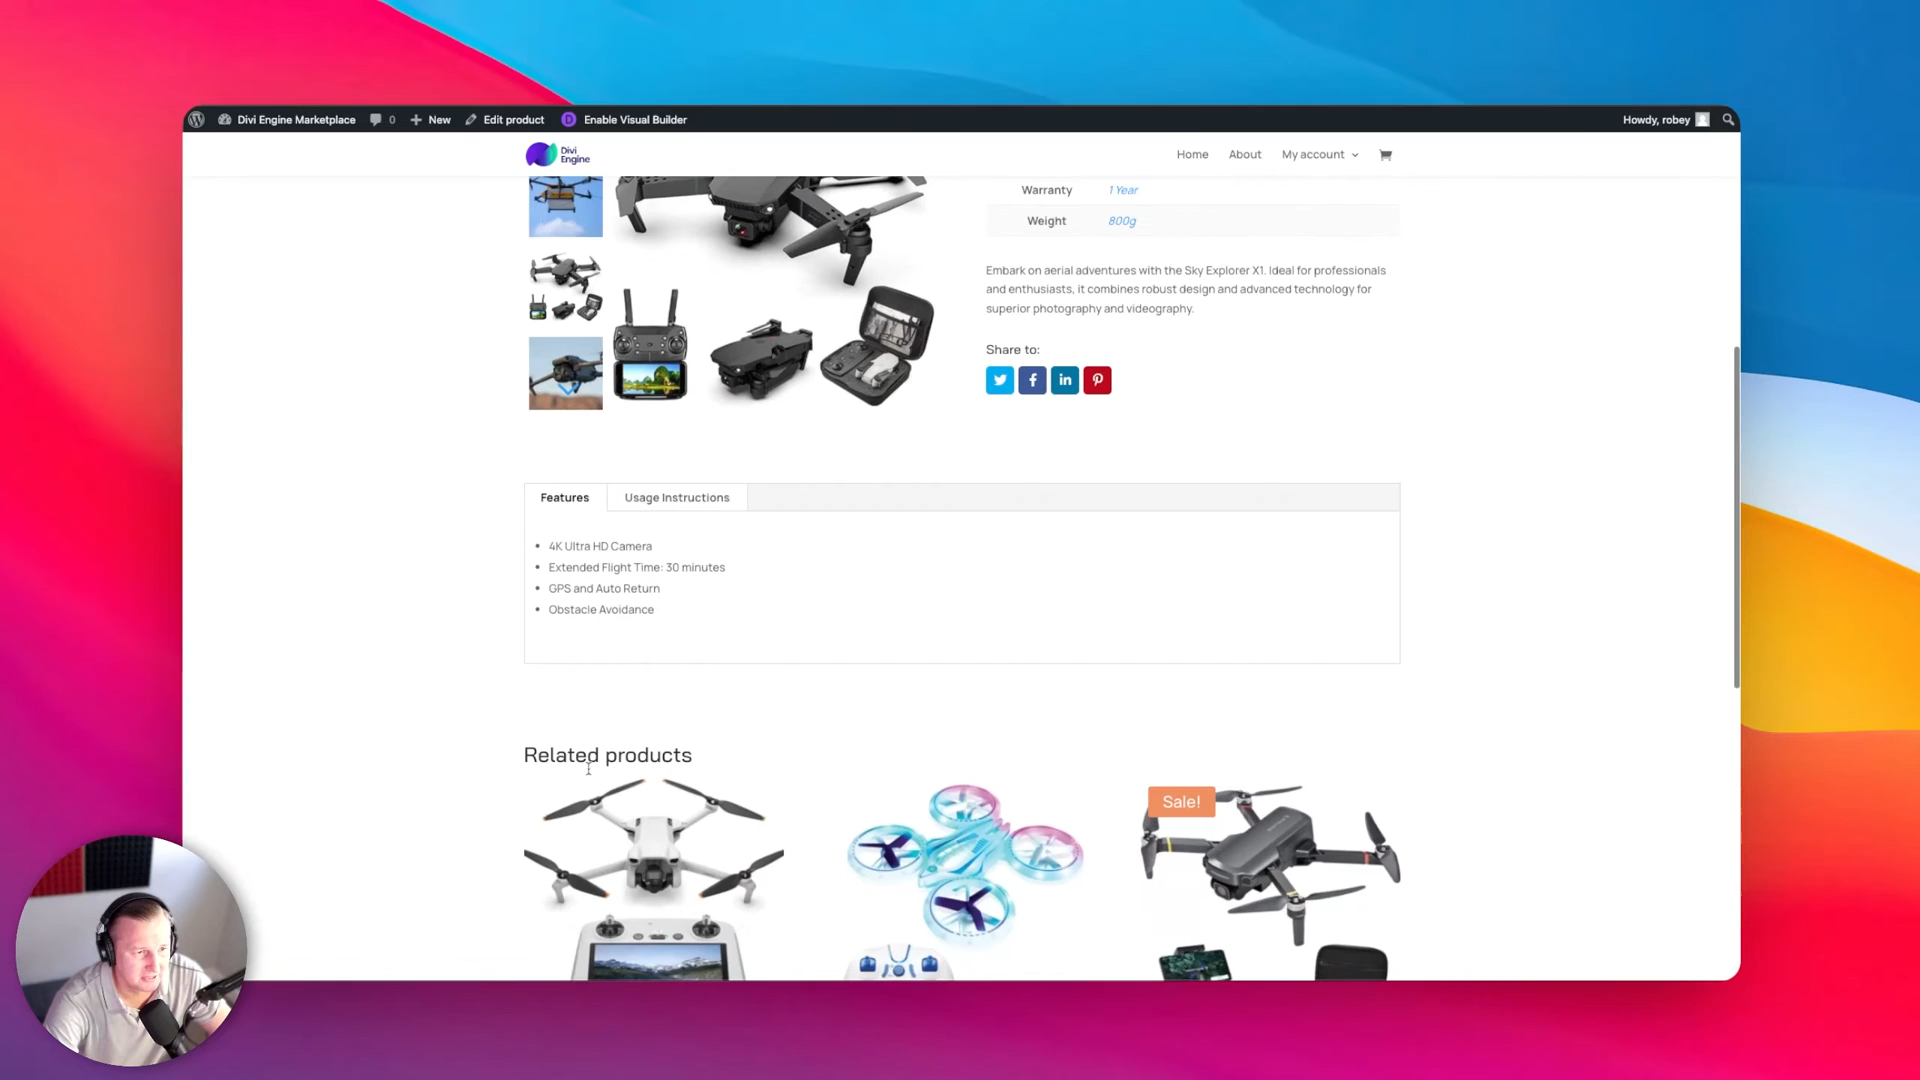 Divi Engine Marketplace 0 New Edit product D Enable Visual Builder Howdy, robey
Divi
Engine
Home About My account
Warranty 1 Year
Weight 800g
Embark on aerial adventures with the Sky Explorer X1. Ideal for professionals
and enthusiasts, it combines robust design and advanced technology for
superior photography and videography.
Share to:
Features Usage Instructions
4K Ultra HD Camera
Extended Flight Time: 30 minutes
GPS and Auto Return
Obstacle Avoidance
Related products
Sale!